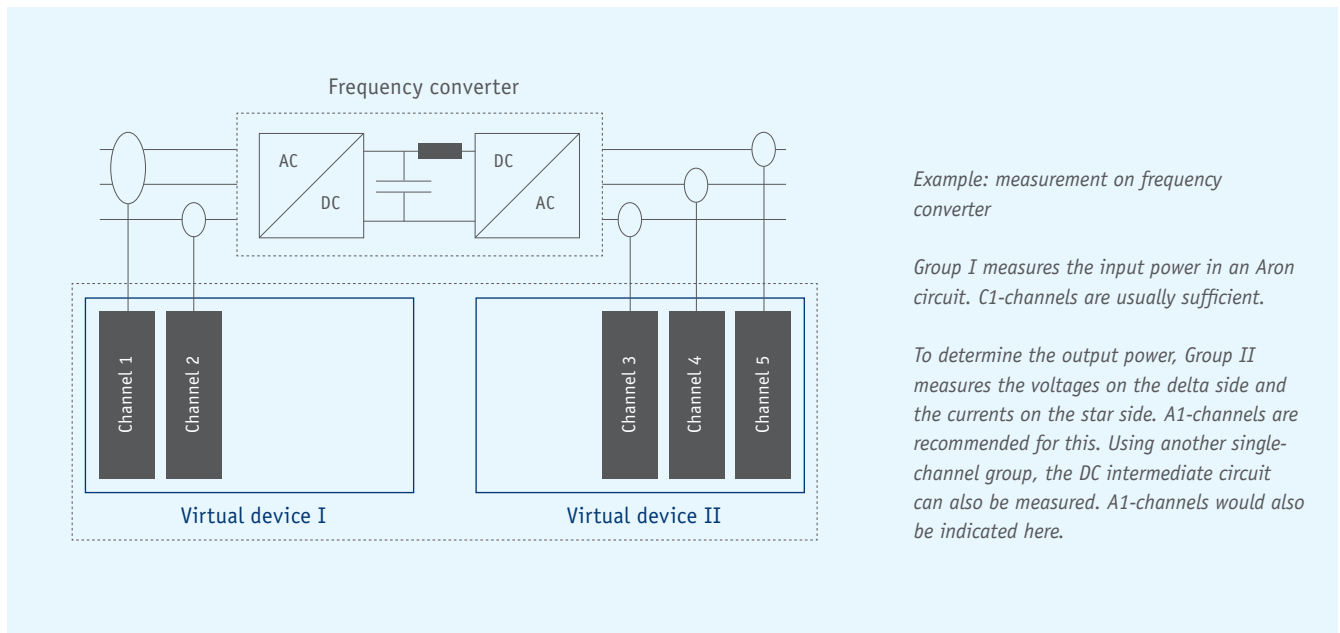 Frequency converter
AC
DC
DC
AC
Channel 1
Channel 2
Channel 3
Channel 4
Channel 5
Virtual device I
Virtual device II
Example: measurement on frequency
converter
Group I measures the input power in an Aron
circuit. C1-channels are usually sufficient.
To determine the output power, Group II
measures the voltages on the delta side and
the currents on the star side. A1-channels are
recommended for this. Using another single-
channel group, the DC intermediate circuit
can also be measured. A1-channels would also
be indicated here.